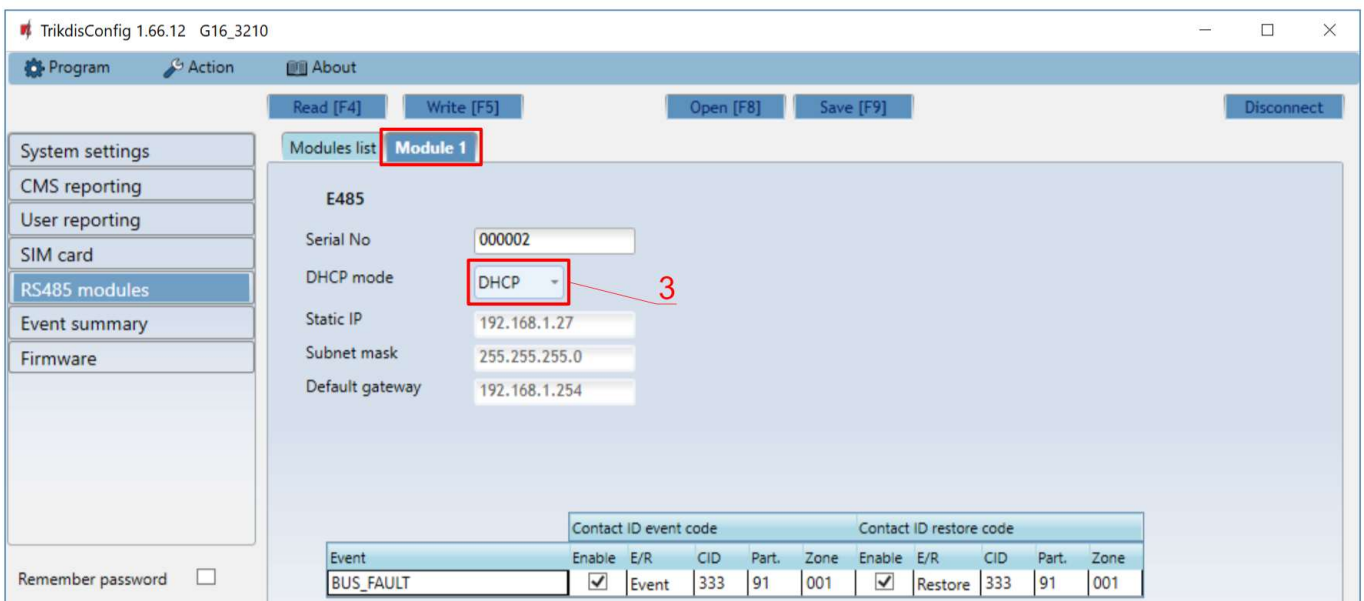 TrikdisConfig 1.66.12 G16_3210
Program Action About
Read [F4] Write [F5] Open [F8] Save [F9] Disconnect
System settings
CMS reporting
User reporting
SIM card
RS485 modules
Event summary
Firmware
Remember password
Modules list Module 1
E485
Serial No 000002
DHCP mode DHCP 3
Static IP 192.168.1.27
Subnet mask 255.255.255.0
Default gateway 192.168.1.254
Contact ID event code Contact ID restore code
Event Enable E/R CID Part. Zone Enable E/R CID Part. Zone
BUS_FAULT Event 333 91 001 Restore 333 91 001